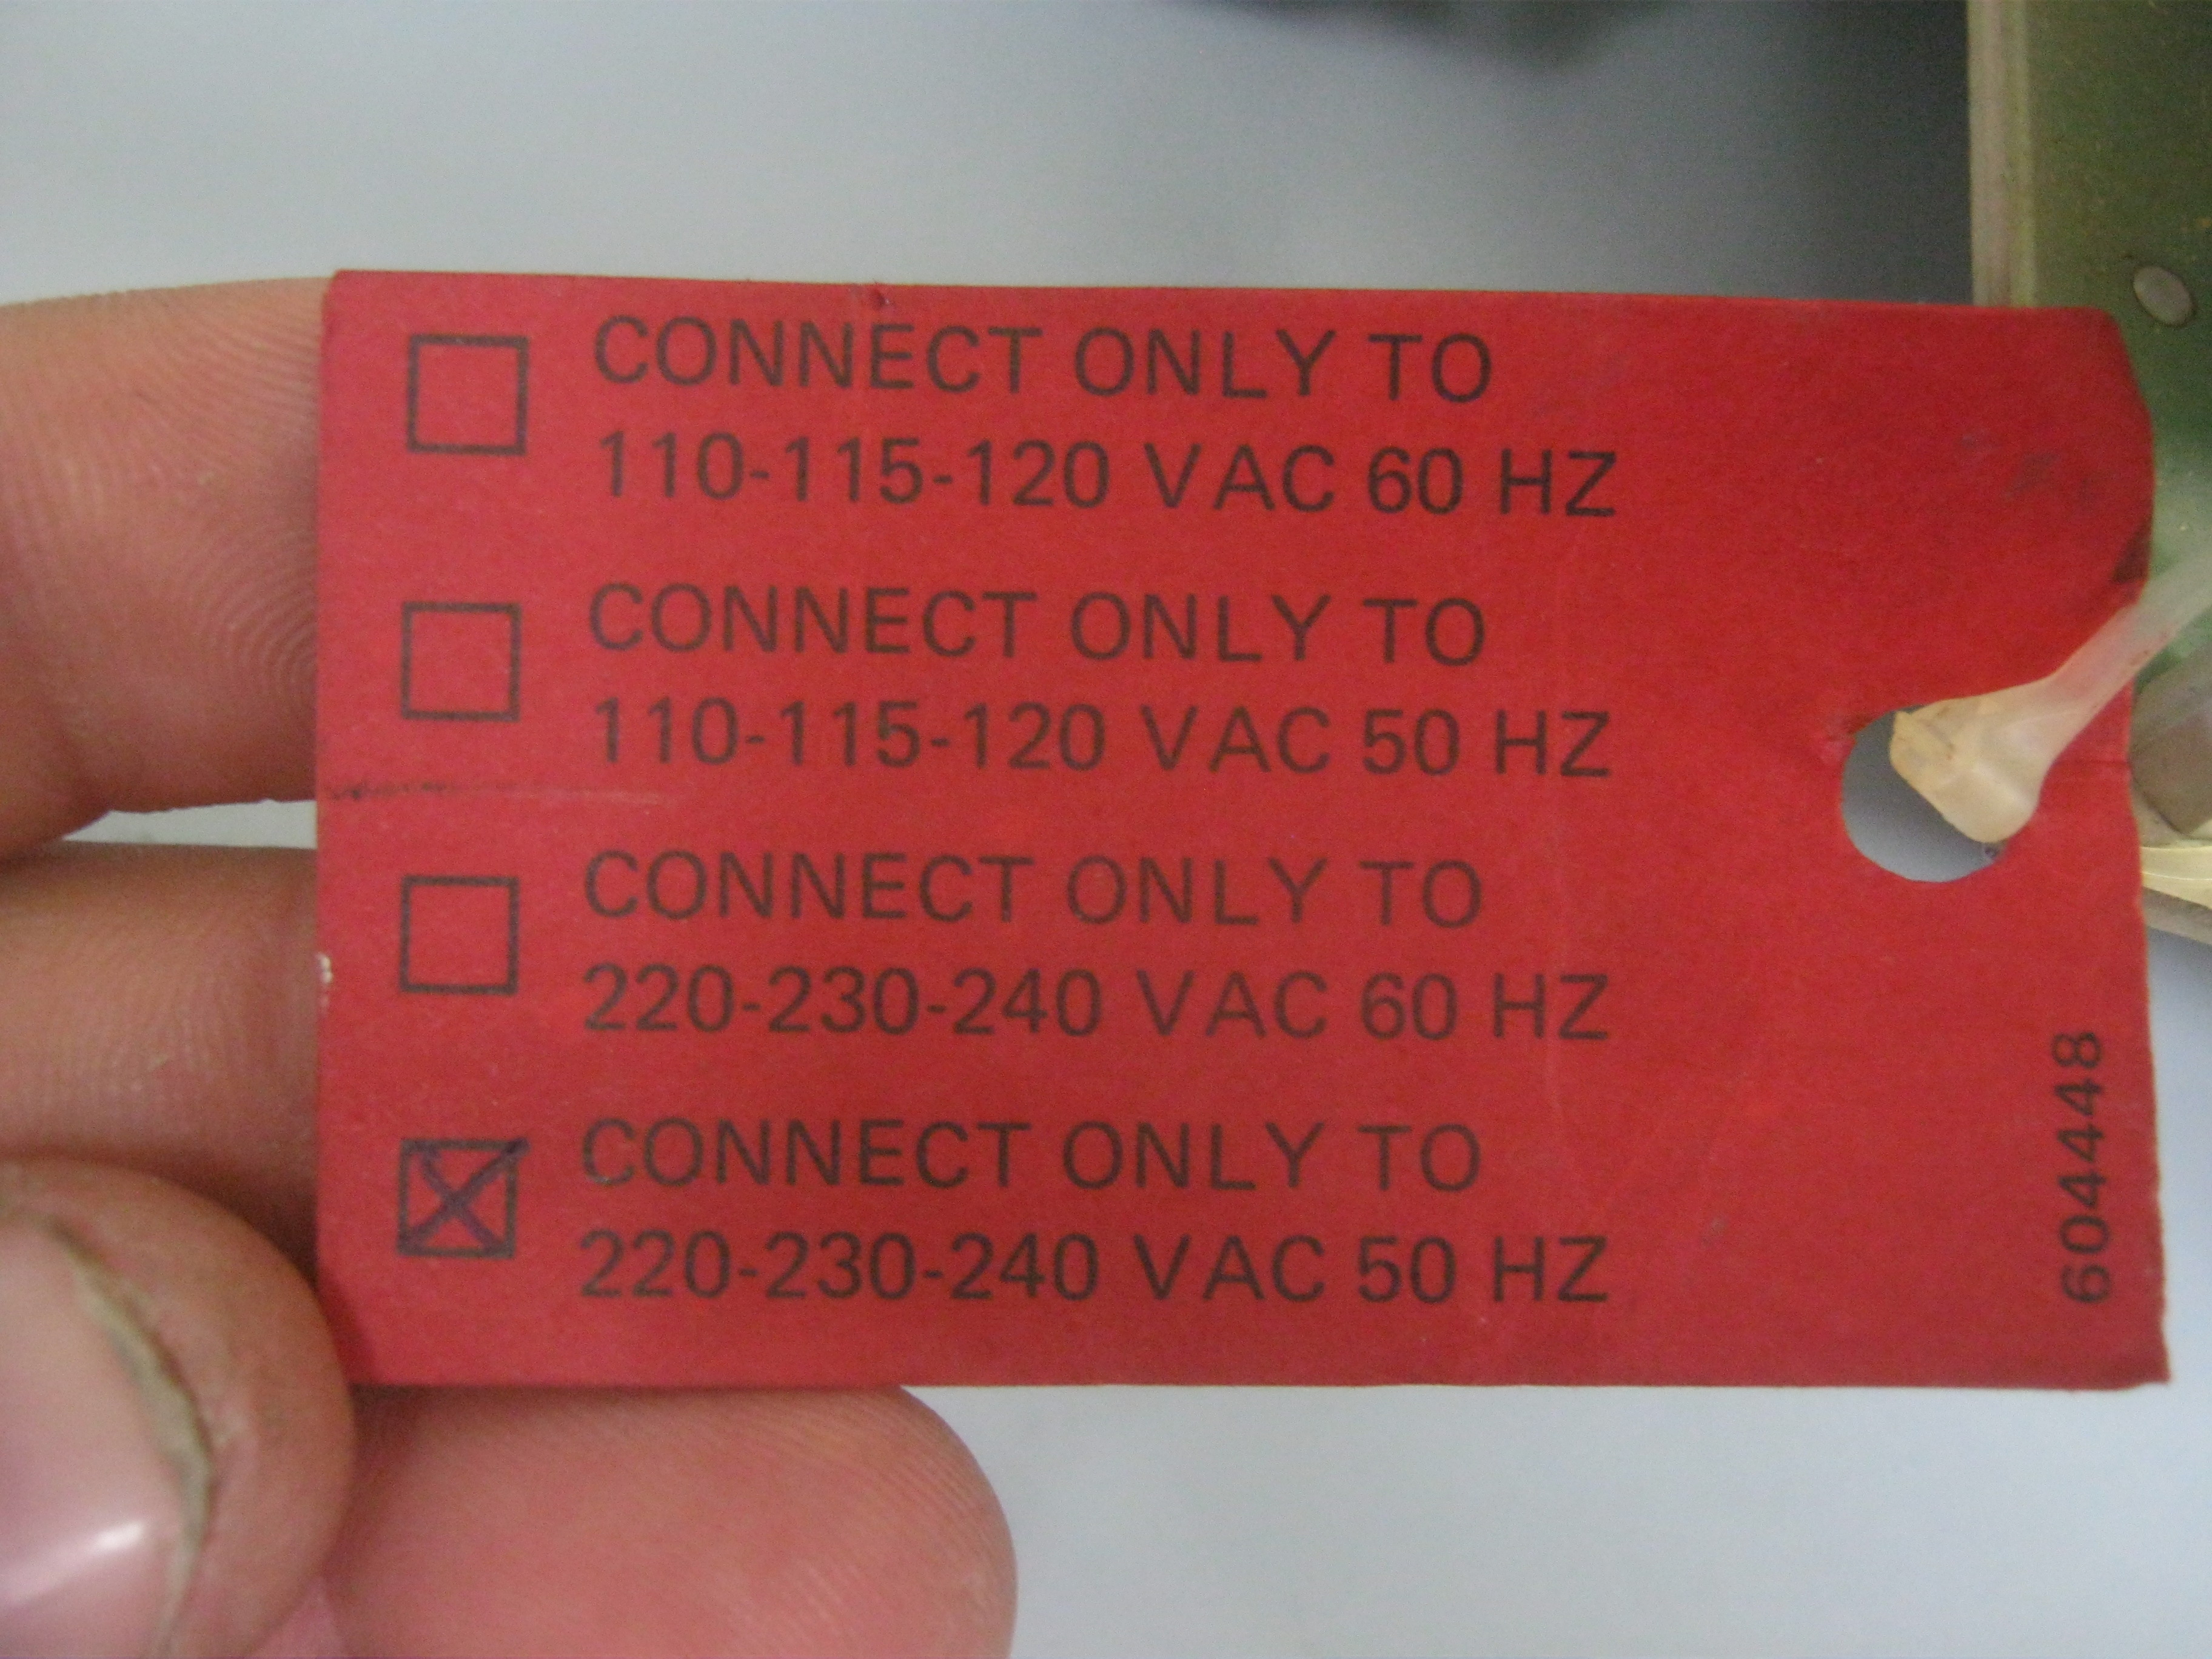 CONNECT ONLY TO
110-115-120 VAC 60 HZ
CONNECT ONLY TO
110-115-120 VAC 50 HZ
CONNECT ONLY TO
220-230-240 VAC 60 HZ
CONNECT ONLY TO
220-230-240 VAC 50 HZ
604448